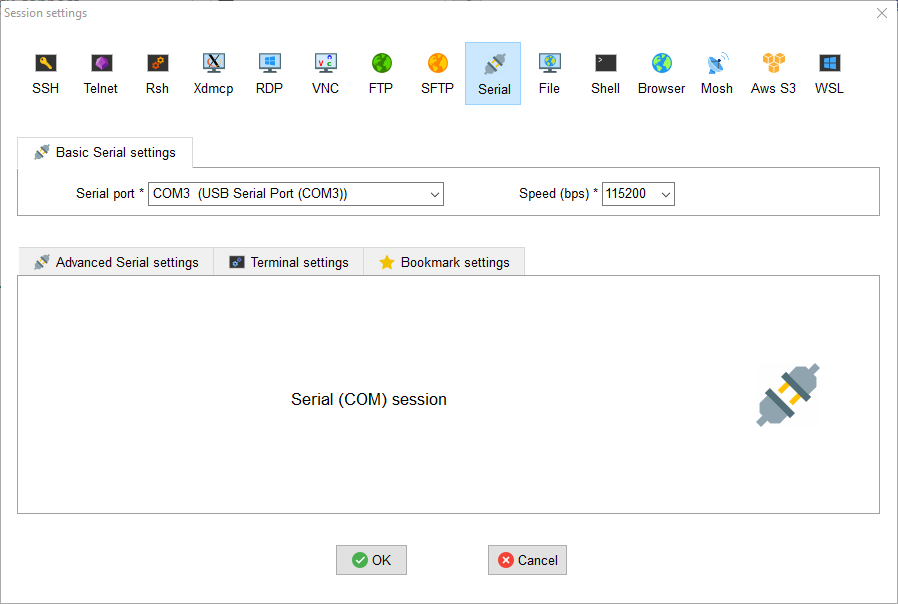 Session settings
SSH Telnet Rsh Xdmcp RDP VNC FTP SFTP Serial File Shell Browser Mosh Aws S3 WSL
Basic Serial settings
Serial port * COM3 (USB Serial Port (COM3)) Speed (bps) * 115200
Advanced Serial settings Terminal settings Bookmark settings
Serial (COM) session
OK Cancel